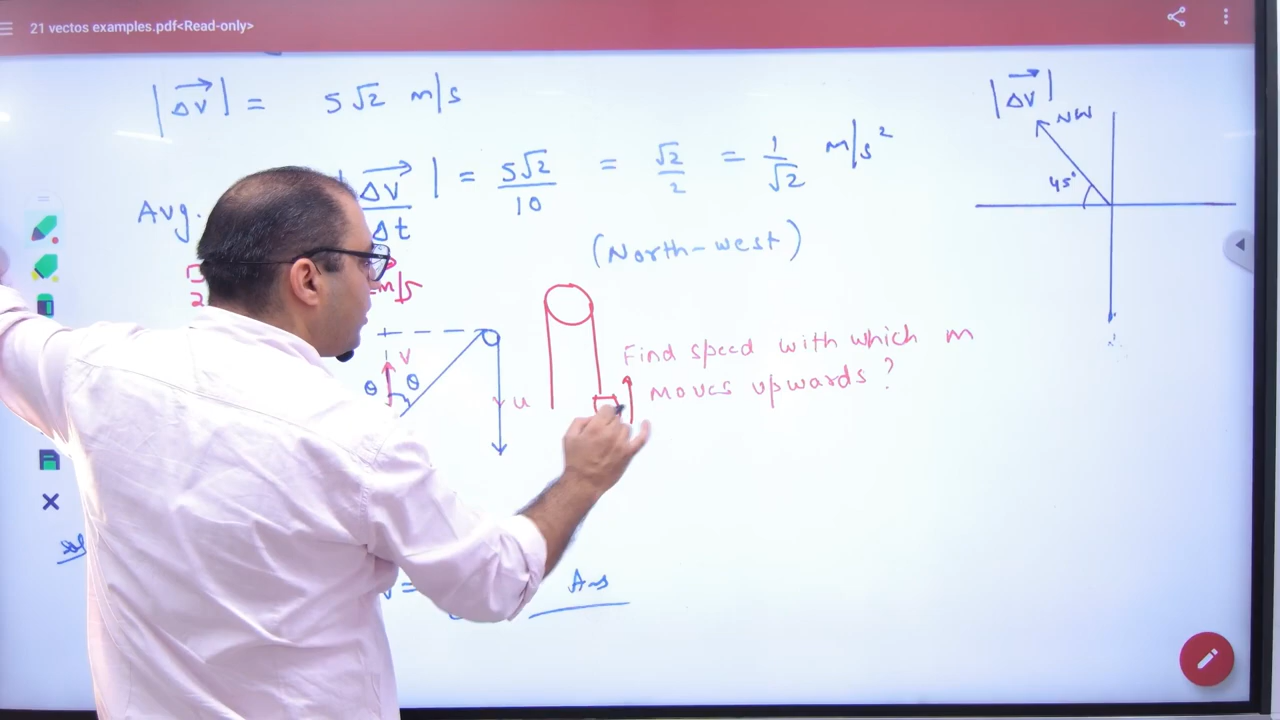 21 vectos examples.pdf<Read-only>
|Δv| = 5√2 m/s
|Δv|
NW
45°
Avg.
|Δv/Δt| = 5√2/10 = √2/2 = 1/√2 m/s²
(North-west)
2
m/s
v
θ θ
u
Find speed with which m
moves upwards ?
Ans